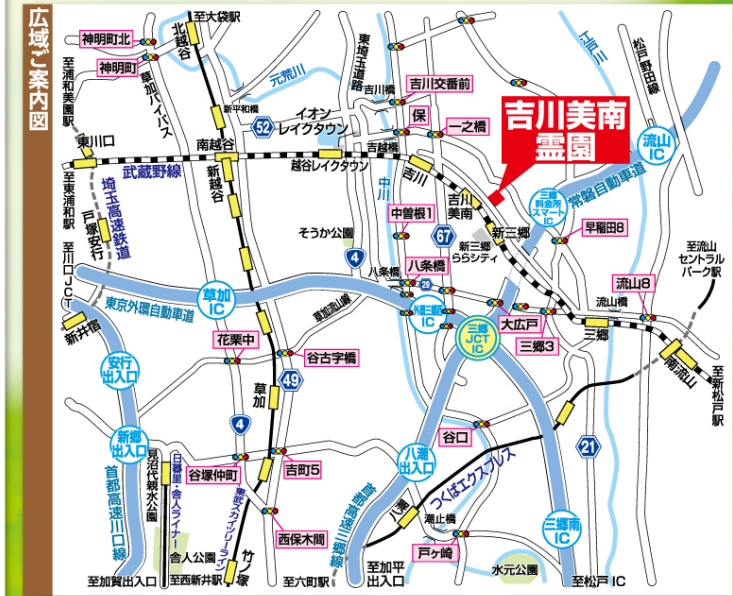 広域ご案内図
至大袋駅
北越谷
神明町北
神明町
至浦和美園駅
草加バイパス
元荒川
東埼玉道路
吉川橋
吉川交番前
江戸川
松戸野田線
新平和橋
イオン
レイクタウン
52
保
一之橋
吉川美南
霊園
流山
IC
東川口
南越谷
吉越橋
武蔵野線
新越谷
越谷レイクタウン
吉川
中川
吉川
美南
三郷
料金所
スマート
IC
常磐自動車道
至東浦和駅
埼玉高速鉄道
戸塚安行
中曽根1
67
新三郷
早稲田8
そうか公園
新三郷
ららシティ
至流山
セントラル
パーク駅
至川口JCT
4
八条橋
八条橋
29
流山8
東京外環自動車道
草加
IC
草加流山線
外環三郷西
IC
大広戸
流山橋
三郷
JCT
IC
三郷3
三郷
新井宿
花栗中
谷古宇橋
南流山
至新松戸駅
安行
出入口
49
草加
4
谷口
21
新郷
出入口
見沼代親水公園
日暮里・舎人ライナー
谷塚仲町
吉町5
八潮
出入口
首都高速三郷線
八潮
つくばエクスプレス
首都高速川口線
東武スカイツリーライン
西保木間
潮止橋
戸ヶ崎
三郷南
IC
舎人公園
竹ノ塚
水元公園
至加賀出入口
至西新井駅
至六町駅
至加平
出入口
至松戸IC